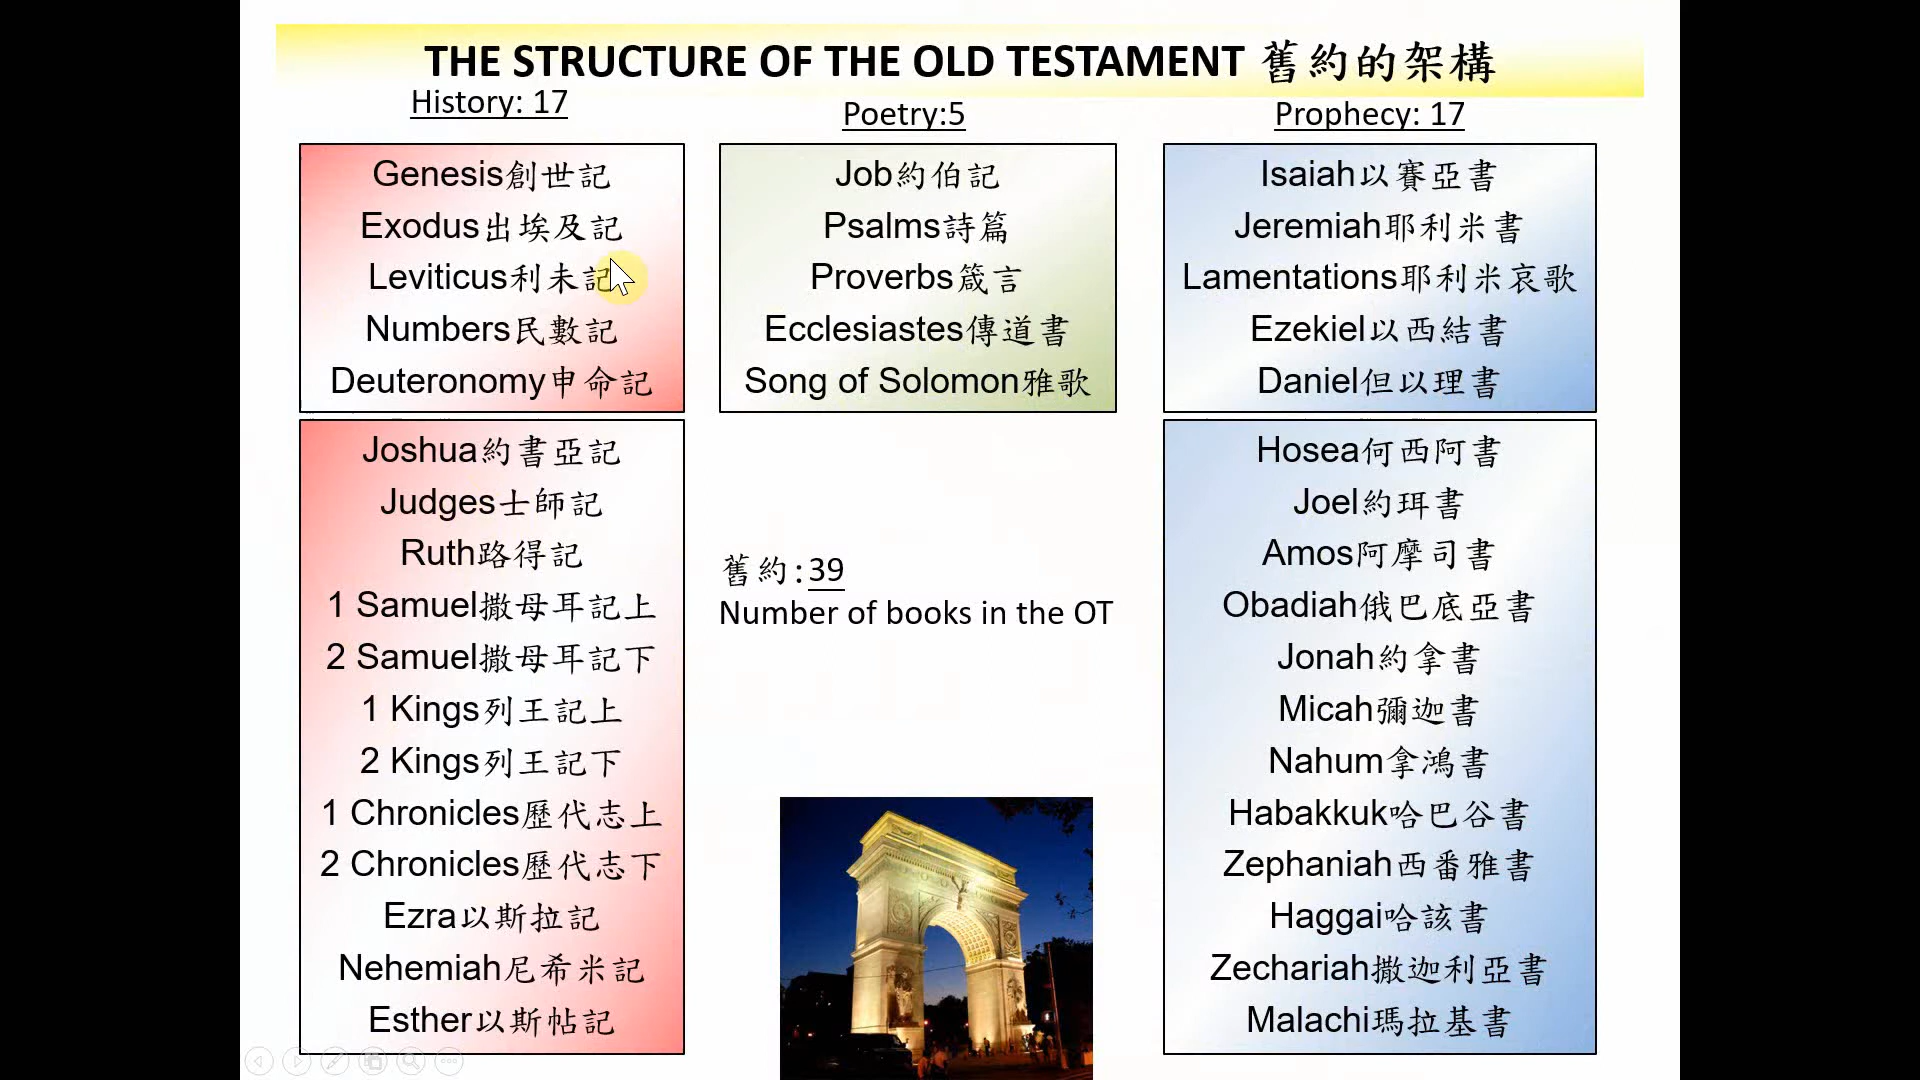 THE STRUCTURE OF THE OLD TESTAMENT 舊約的架構
History: 17
Genesis創世記
Exodus出埃及記
Leviticus利未記
Numbers民數記
Deuteronomy申命記
Joshua約書亞記
Judges士師記
Ruth路得記
1 Samuel撒母耳記上
2 Samuel撒母耳記下
1 Kings列王記上
2 Kings列王記下
1 Chronicles歷代志上
2 Chronicles歷代志下
Ezra以斯拉記
Nehemiah尼希米記
Esther以斯帖記
Poetry:5
Job約伯記
Psalms詩篇
Proverbs箴言
Ecclesiastes傳道書
Song of Solomon雅歌
舊約:39
Number of books in the OT
Prophecy: 17
Isaiah以賽亞書
Jeremiah耶利米書
Lamentations耶利米哀歌
Ezekiel以西結書
Daniel但以理書
Hosea何西阿書
Joel約珥書
Amos阿摩司書
Obadiah俄巴底亞書
Jonah約拿書
Micah彌迦書
Nahum拿鴻書
Habakkuk哈巴谷書
Zephaniah西番雅書
Haggai哈該書
Zechariah撒迦利亞書
Malachi瑪拉基書